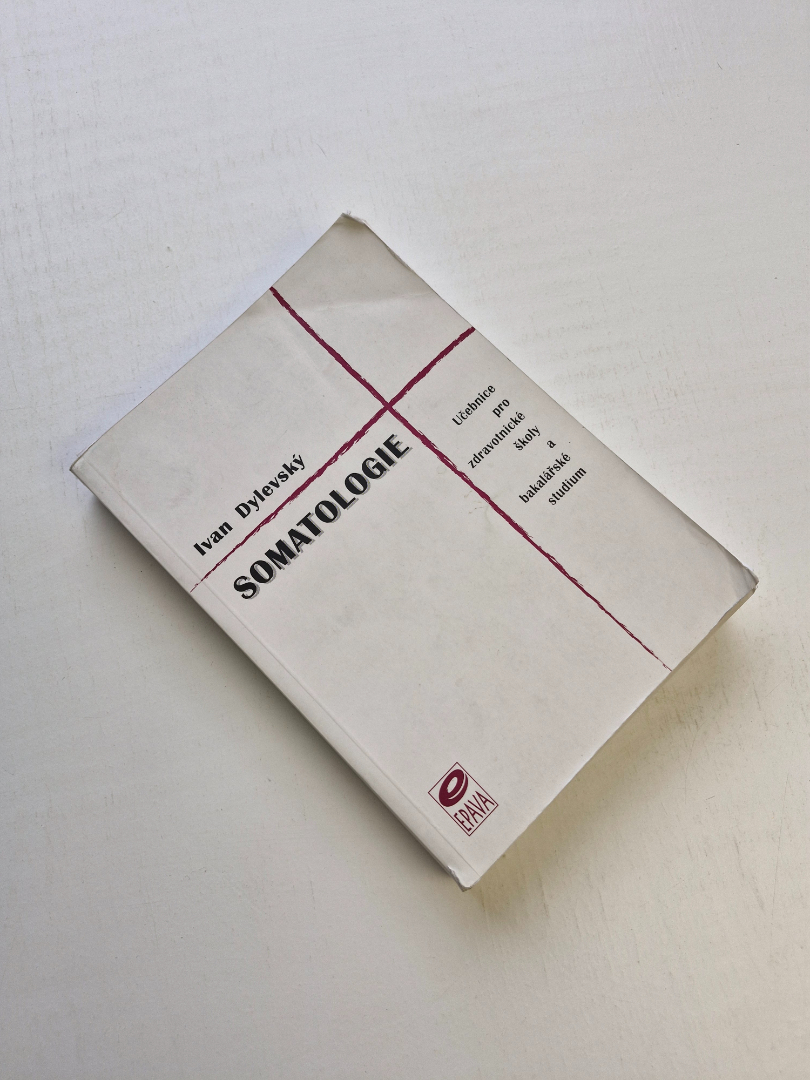 Ivan Dylevský
SOMATOLOGIE
Učebnice
pro
zdravotnické
školy
a
bakalářské
studium
EPAVA